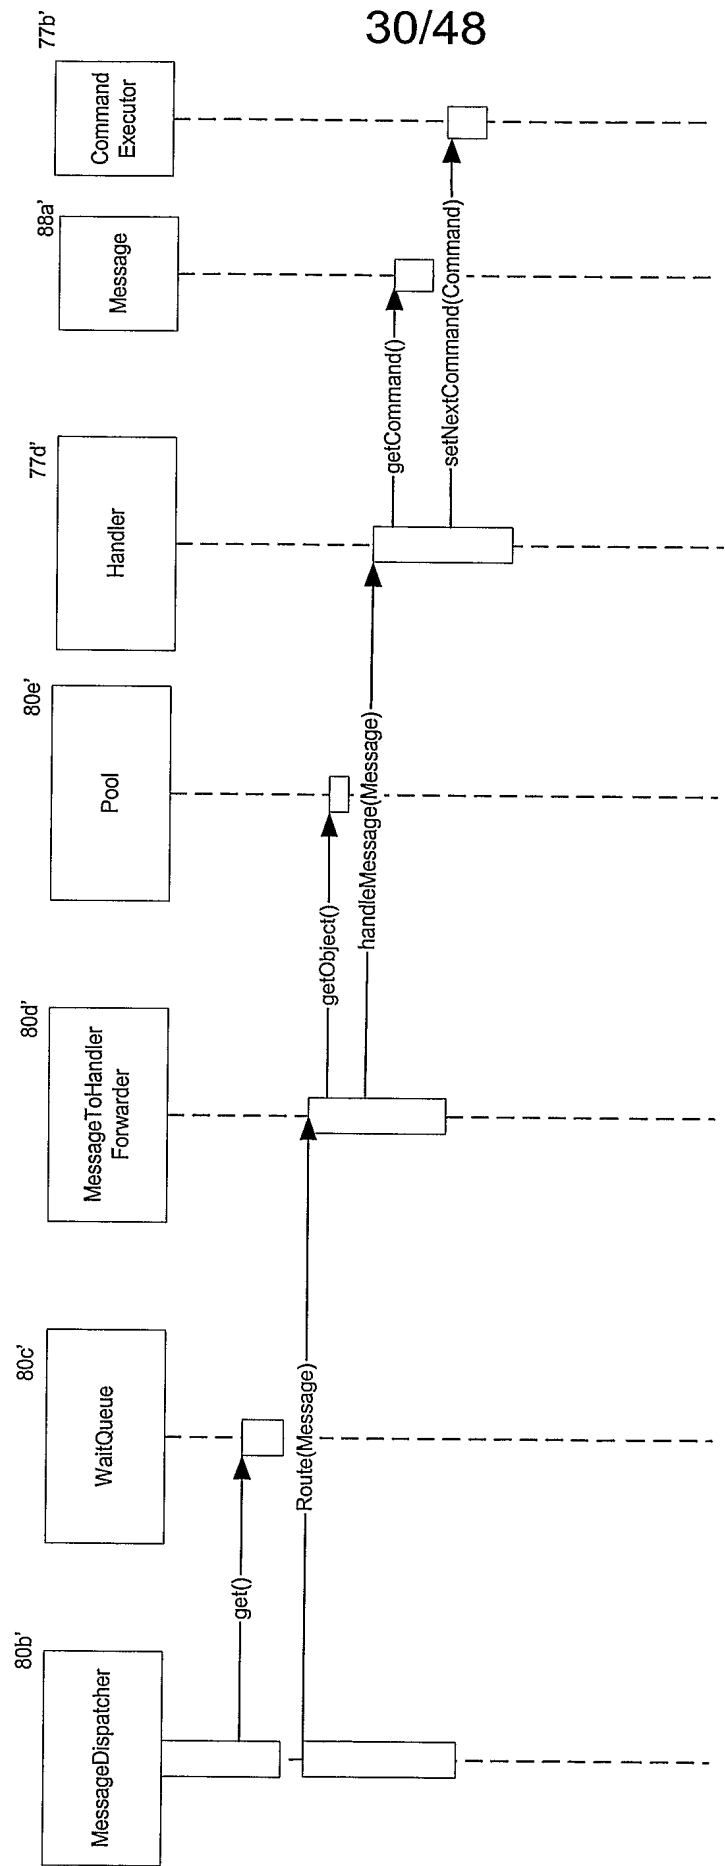 30/48
80b'
MessageDispatcher
80c'
WaitQueue
80d'
MessageToHandler
Forwarder
80e'
Pool
77d'
Handler
88a'
Message
77b'
Command
Executor
get()
Route(Message)
getObject()
handleMessage(Message)
getCommand()
setNextCommand(Command)